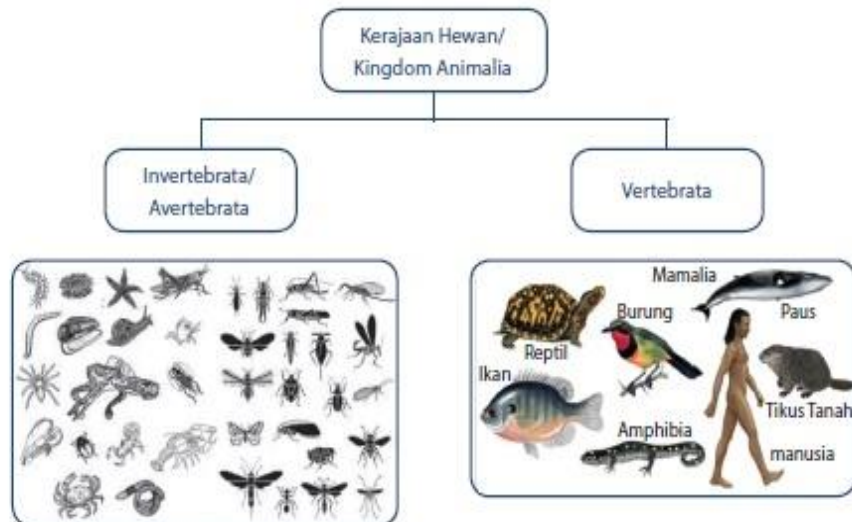 Kerajaan Hewan/
Kingdom Animalia
Invertebrata/
Avertebrata
Vertebrata
Mamalia
Paus
Burung
Reptil
Ikan
Tikus Tanah
Amphibia
manusia